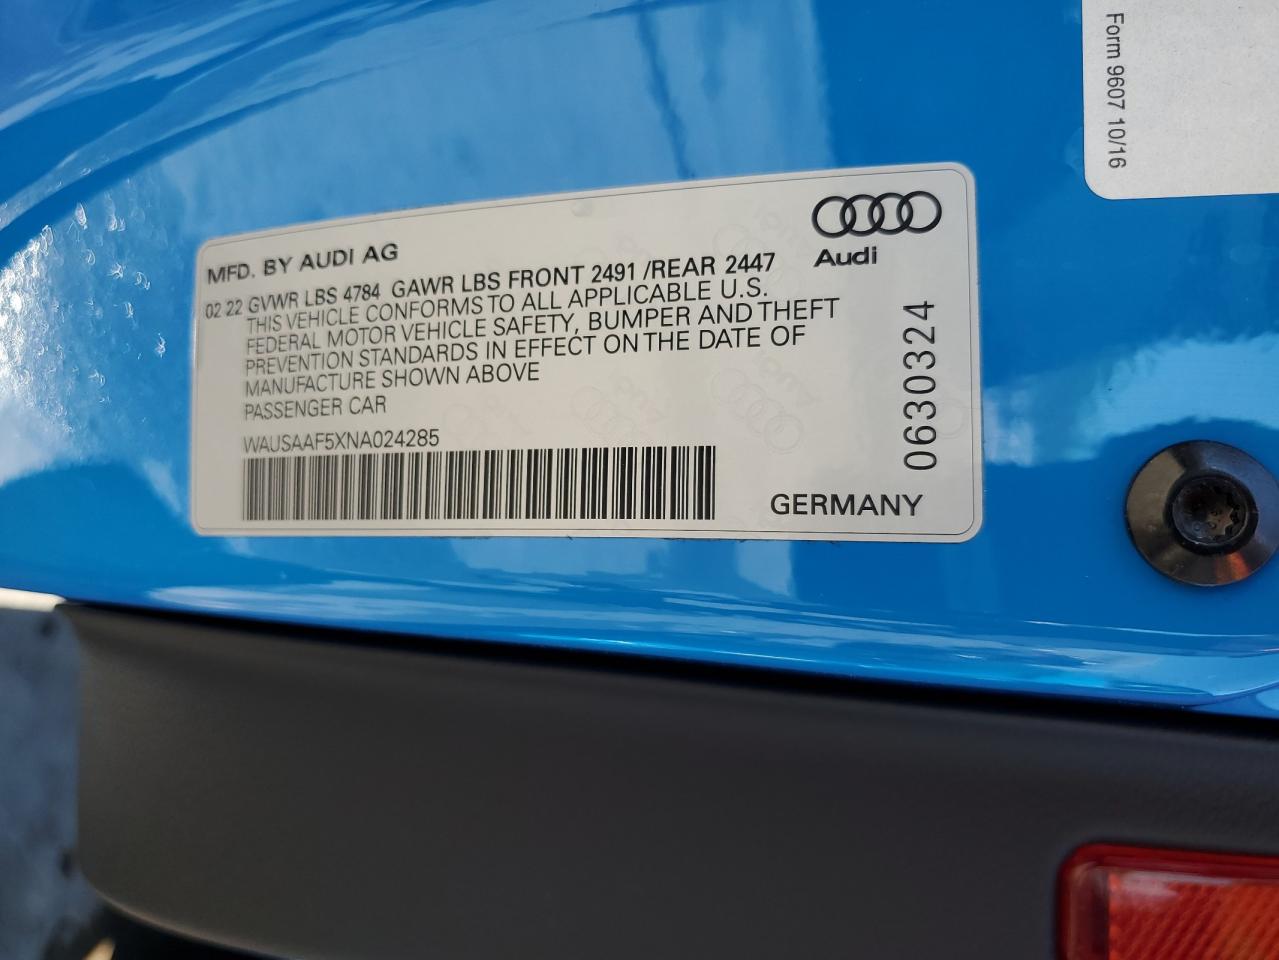 Form 9607 10/16
MFD. BY AUDI AG
Audi
02 22 GVWR LBS 4784 GAWR LBS FRONT 2491 /REAR 2447
THIS VEHICLE CONFORMS TO ALL APPLICABLE U.S.
FEDERAL MOTOR VEHICLE SAFETY, BUMPER AND THEFT
PREVENTION STANDARDS IN EFFECT ON THE DATE OF
MANUFACTURE SHOWN ABOVE
PASSENGER CAR
WAUSAAF5XNA024285
0630324
GERMANY